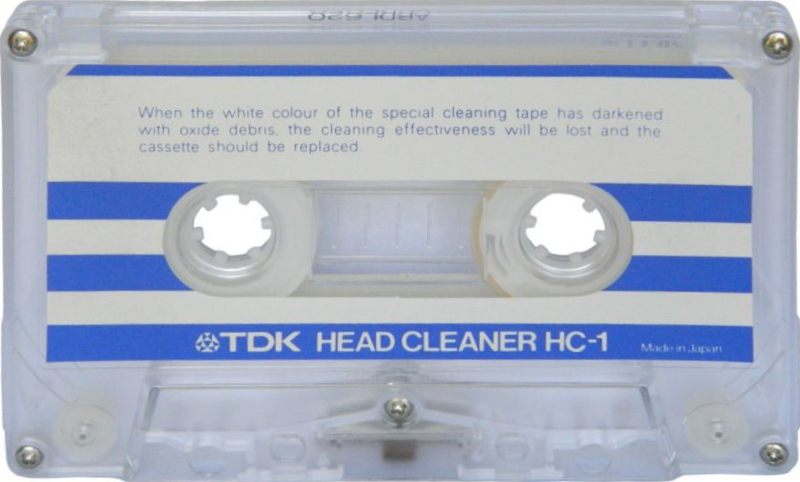 When the white colour of the special cleaning tape has darkened
with oxide debris, the cleaning effectiveness will be lost and the
cassette should be replaced.
TDK HEAD CLEANER HC-1 Made in Japan